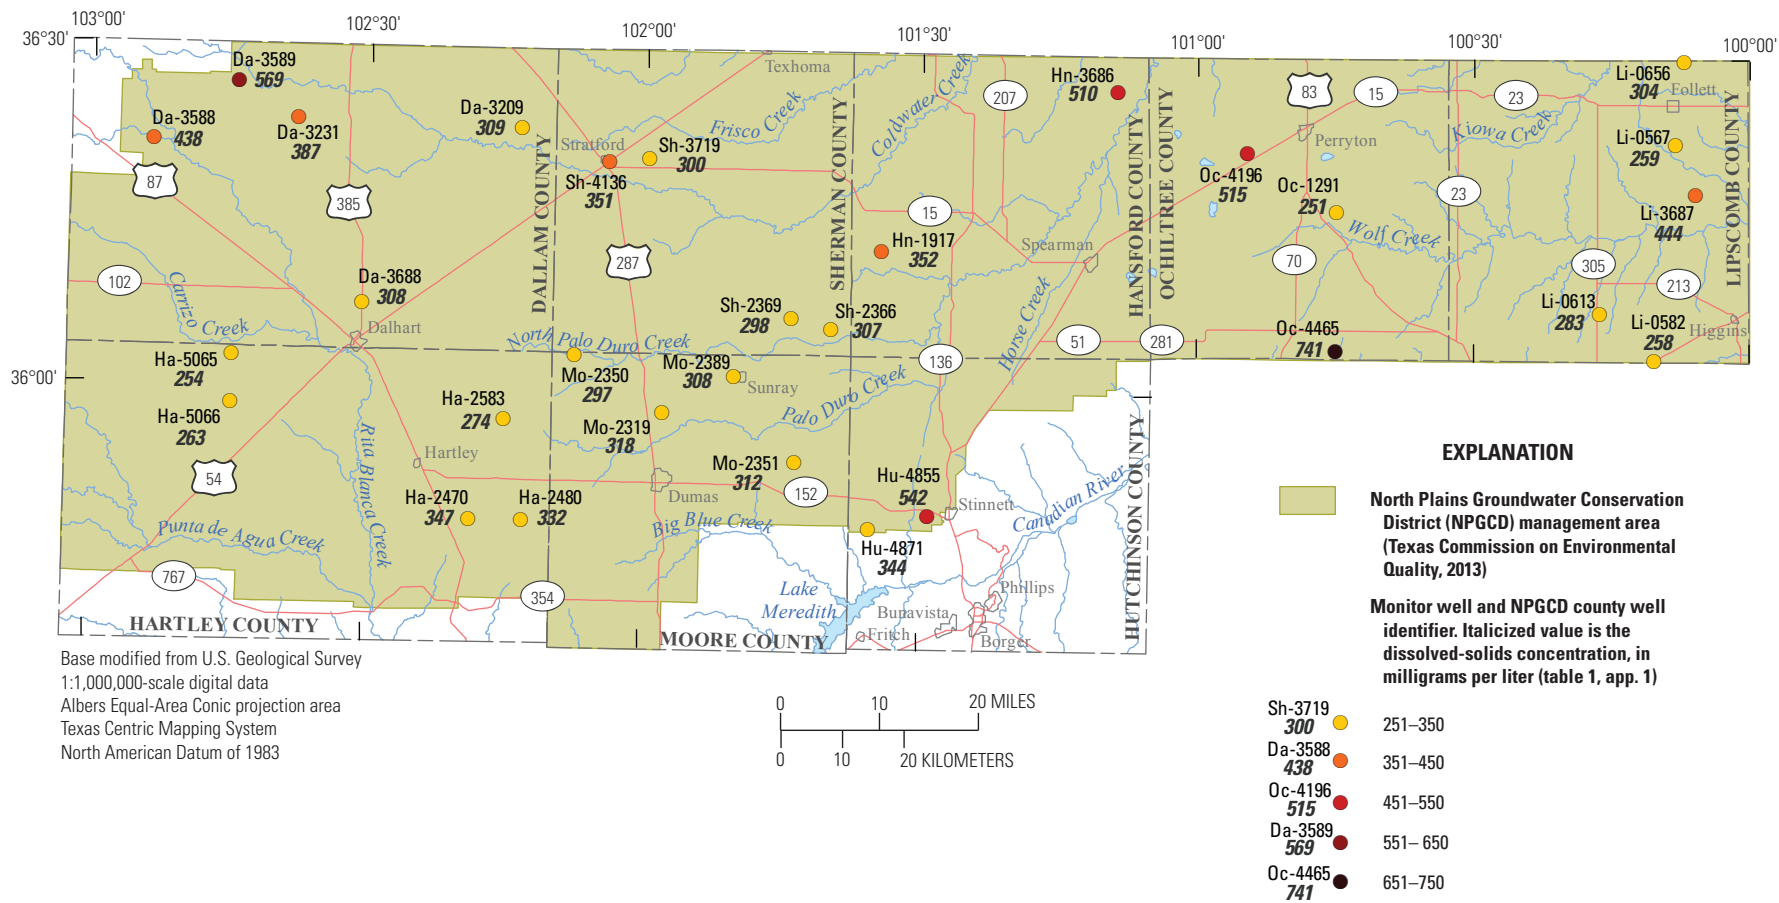 103°00'
102°30'
102°00'
101°30'
101°00'
100°30'
100°00'
36°30'
36°00'
Da-3589
569
Da-3588
438
Da-3231
387
Da-3209
309
Texhoma
Frisco Creek
Coldwater Creek
207
Hn-3686
510
83
15
23
Li-0656
304
Follett
Stratford
Sh-3719
300
Sh-4136
351
Perryton
Kiowa Creek
Li-0567
259
87
385
DALLAM COUNTY
SHERMAN COUNTY
HANSFORD COUNTY
OCHILTREE COUNTY
LIPSCOMB COUNTY
Oc-4196
515
Oc-1291
251
23
Li-3687
444
15
Hn-1917
352
Spearman
Wolf Creek
287
70
305
213
102
Carrizo Creek
Da-3688
308
Dalhart
Sh-2369
298
Sh-2366
307
Horse Creek
Li-0613
283
Li-0582
258
Higgins
North Palo Duro Creek
51
281
Oc-4465
741
Ha-5065
254
Mo-2350
297
Mo-2389
308
Sunray
136
Ha-5066
263
Ha-2583
274
Mo-2319
318
Palo Duro Creek
Rita Blanca Creek
Hartley
54
Ha-2470
347
Ha-2480
332
Dumas
Mo-2351
312
152
Hu-4855
542
Stinnett
Canadian River
HUTCHINSON COUNTY
Punta de Agua Creek
Big Blue Creek
Hu-4871
344
767
354
Lake
Meredith
Bunavista
Phillips
Fritch
Borger
HARTLEY COUNTY
MOORE COUNTY
Base modified from U.S. Geological Survey
1:1,000,000-scale digital data
Albers Equal-Area Conic projection area
Texas Centric Mapping System
North American Datum of 1983
0 10 20 MILES
0 10 20 KILOMETERS
EXPLANATION
North Plains Groundwater Conservation
District (NPGCD) management area
(Texas Commission on Environmental
Quality, 2013)
Monitor well and NPGCD county well
identifier. Italicized value is the
dissolved-solids concentration, in
milligrams per liter (table 1, app. 1)
Sh-3719
300
251–350
Da-3588
438
351–450
Oc-4196
515
451–550
Da-3589
569
551– 650
Oc-4465
741
651–750